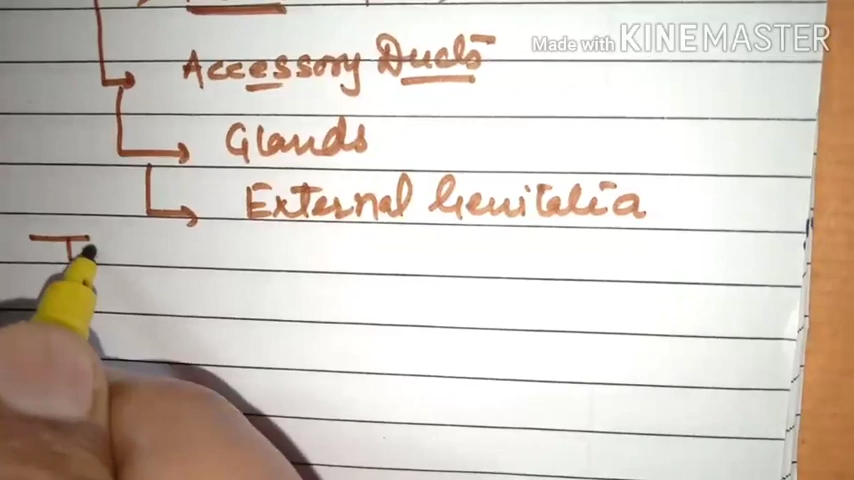 Made with KINEMASTER
Accessory Ducts
Glands
External Genitalia
T